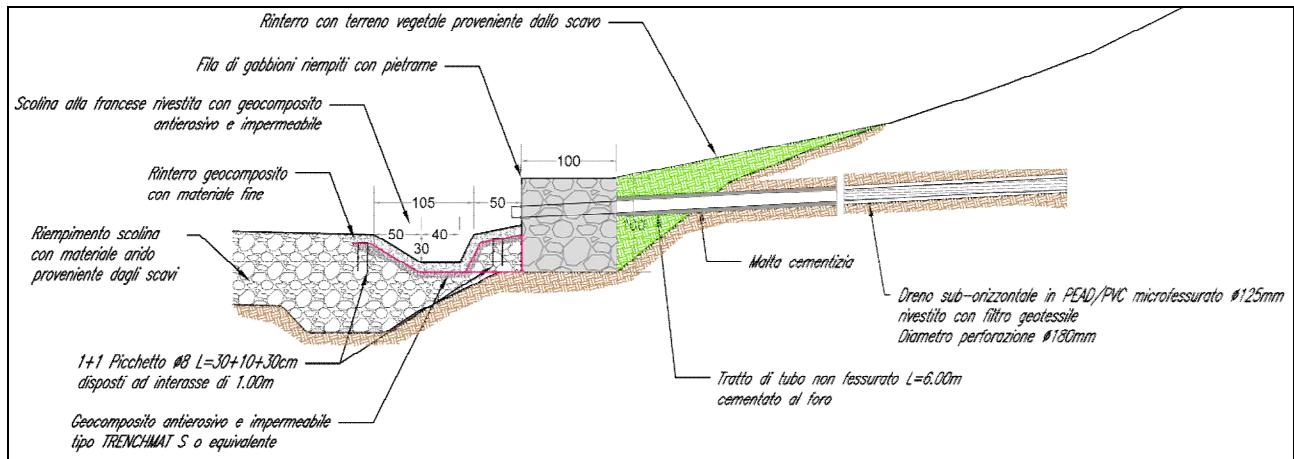 Rinterro con terreno vegetale proveniente dallo scavo
Fila di gabbioni riempiti con pietrame
Scolina alla francese rivestita con geocomposito
antierosivo e impermeabile
Rinterro geocomposito
con materiale fine
Riempimento scolina
con materiale arido
proveniente dagli scavi
100
105
50
50
40
30
100
Malta cementizia
Dreno sub-orizzontale in PEAD/PVC microfessurato ø125mm
rivestito con filtro geotessile
Diametro perforazione ø180mm
1+1 Picchetto ø8 L=30+10+30cm
disposti ad interasse di 1.00m
Tratto di tubo non fessurato L=6.00m
cementato al foro
Geocomposito antierosivo e impermeabile
tipo TRENCHMAT S o equivalente